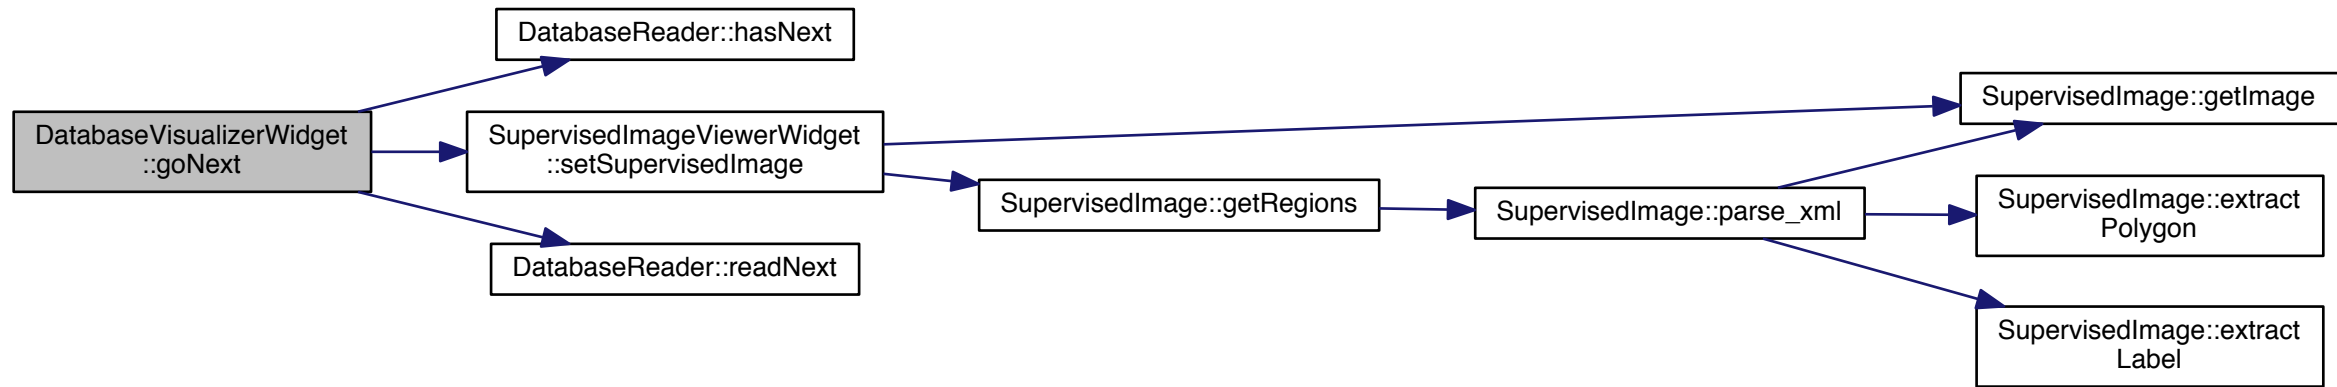 DatabaseReader::hasNext
DatabaseVisualizerWidget
::goNext
SupervisedImageViewerWidget
::setSupervisedImage
DatabaseReader::readNext
SupervisedImage::getRegions
SupervisedImage::parse_xml
SupervisedImage::getImage
SupervisedImage::extract
Polygon
SupervisedImage::extract
Label